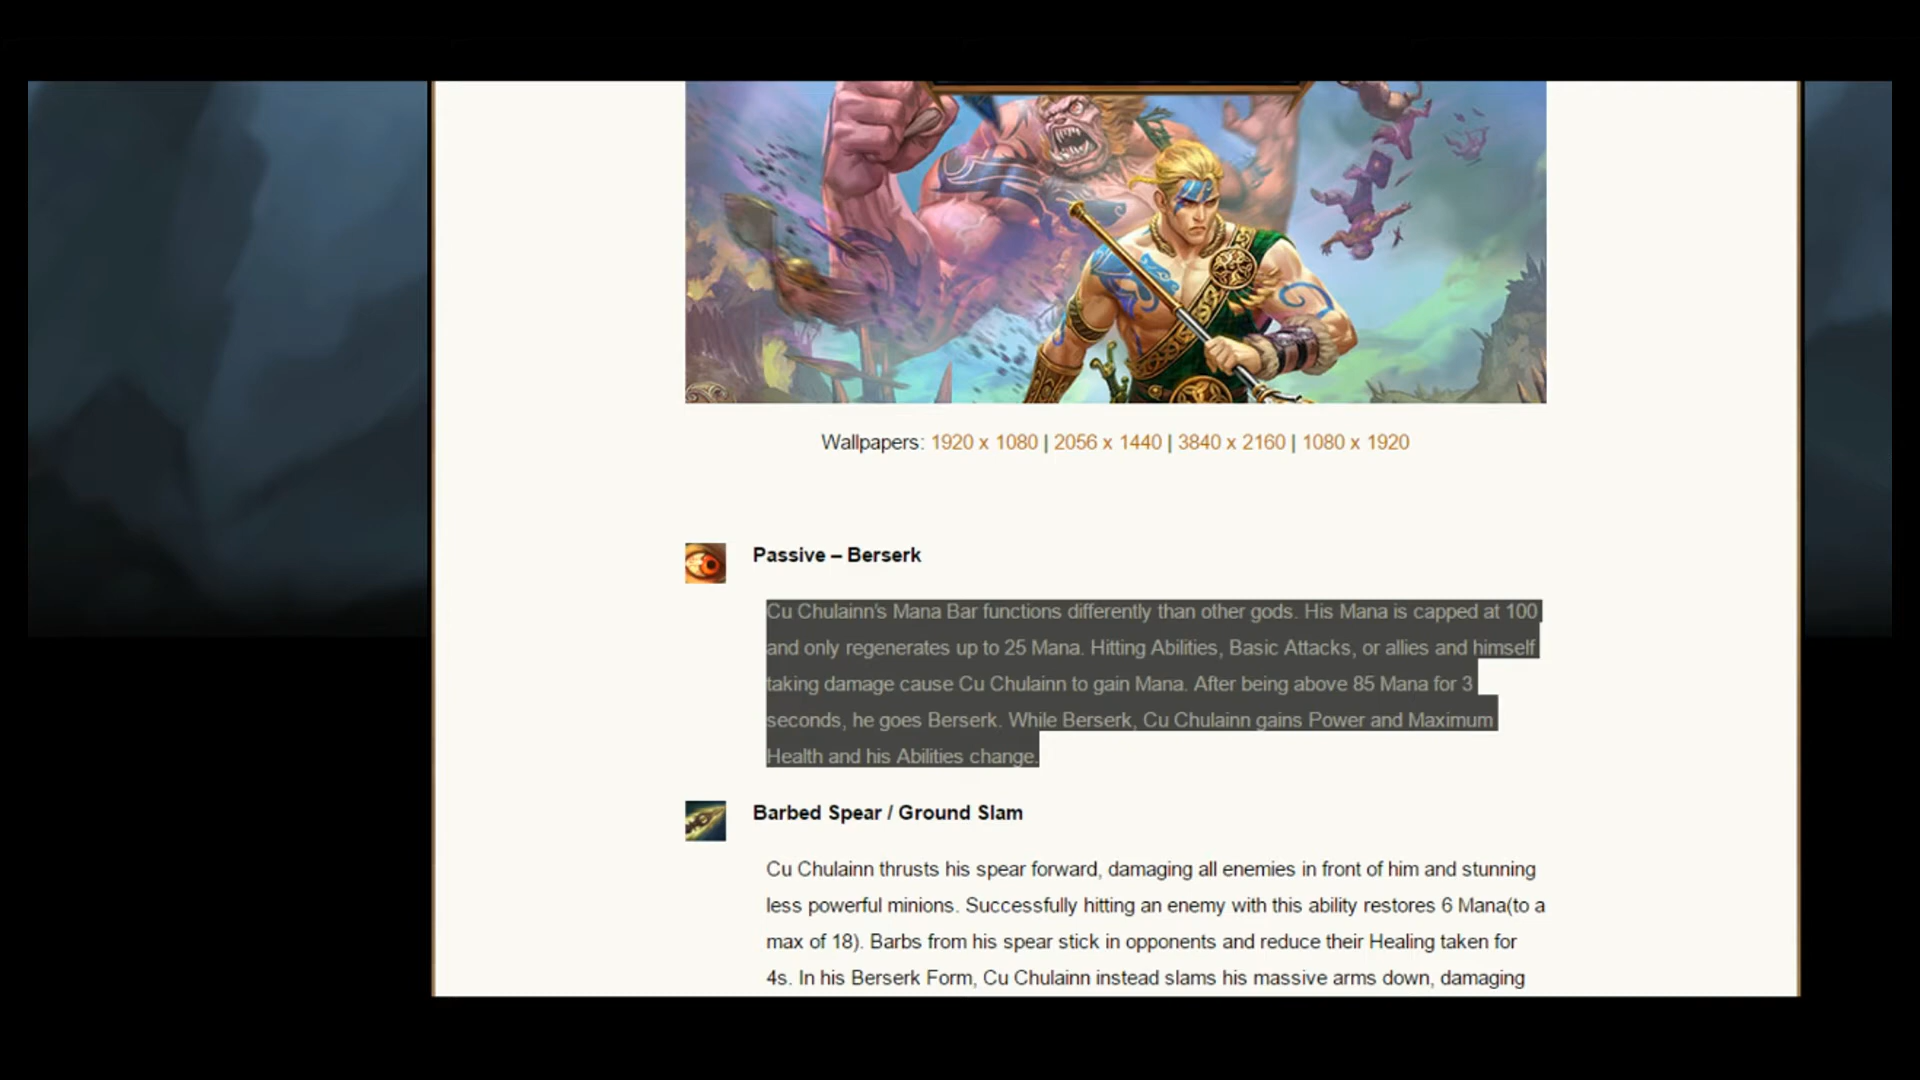 Wallpapers: 1920 x 1080 | 2056 x 1440 | 3840 x 2160 | 1080 x 1920
Passive – Berserk
Cu Chulainn's Mana Bar functions differently than other gods. His Mana is capped at 100
and only regenerates up to 25 Mana. Hitting Abilities, Basic Attacks, or allies and himself
taking damage cause Cu Chulainn to gain Mana. After being above 85 Mana for 3
seconds, he goes Berserk. While Berserk, Cu Chulainn gains Power and Maximum
Health and his Abilities change.
Barbed Spear / Ground Slam
Cu Chulainn thrusts his spear forward, damaging all enemies in front of him and stunning
less powerful minions. Successfully hitting an enemy with this ability restores 6 Mana(to a
max of 18). Barbs from his spear stick in opponents and reduce their Healing taken for
4s. In his Berserk Form, Cu Chulainn instead slams his massive arms down, damaging